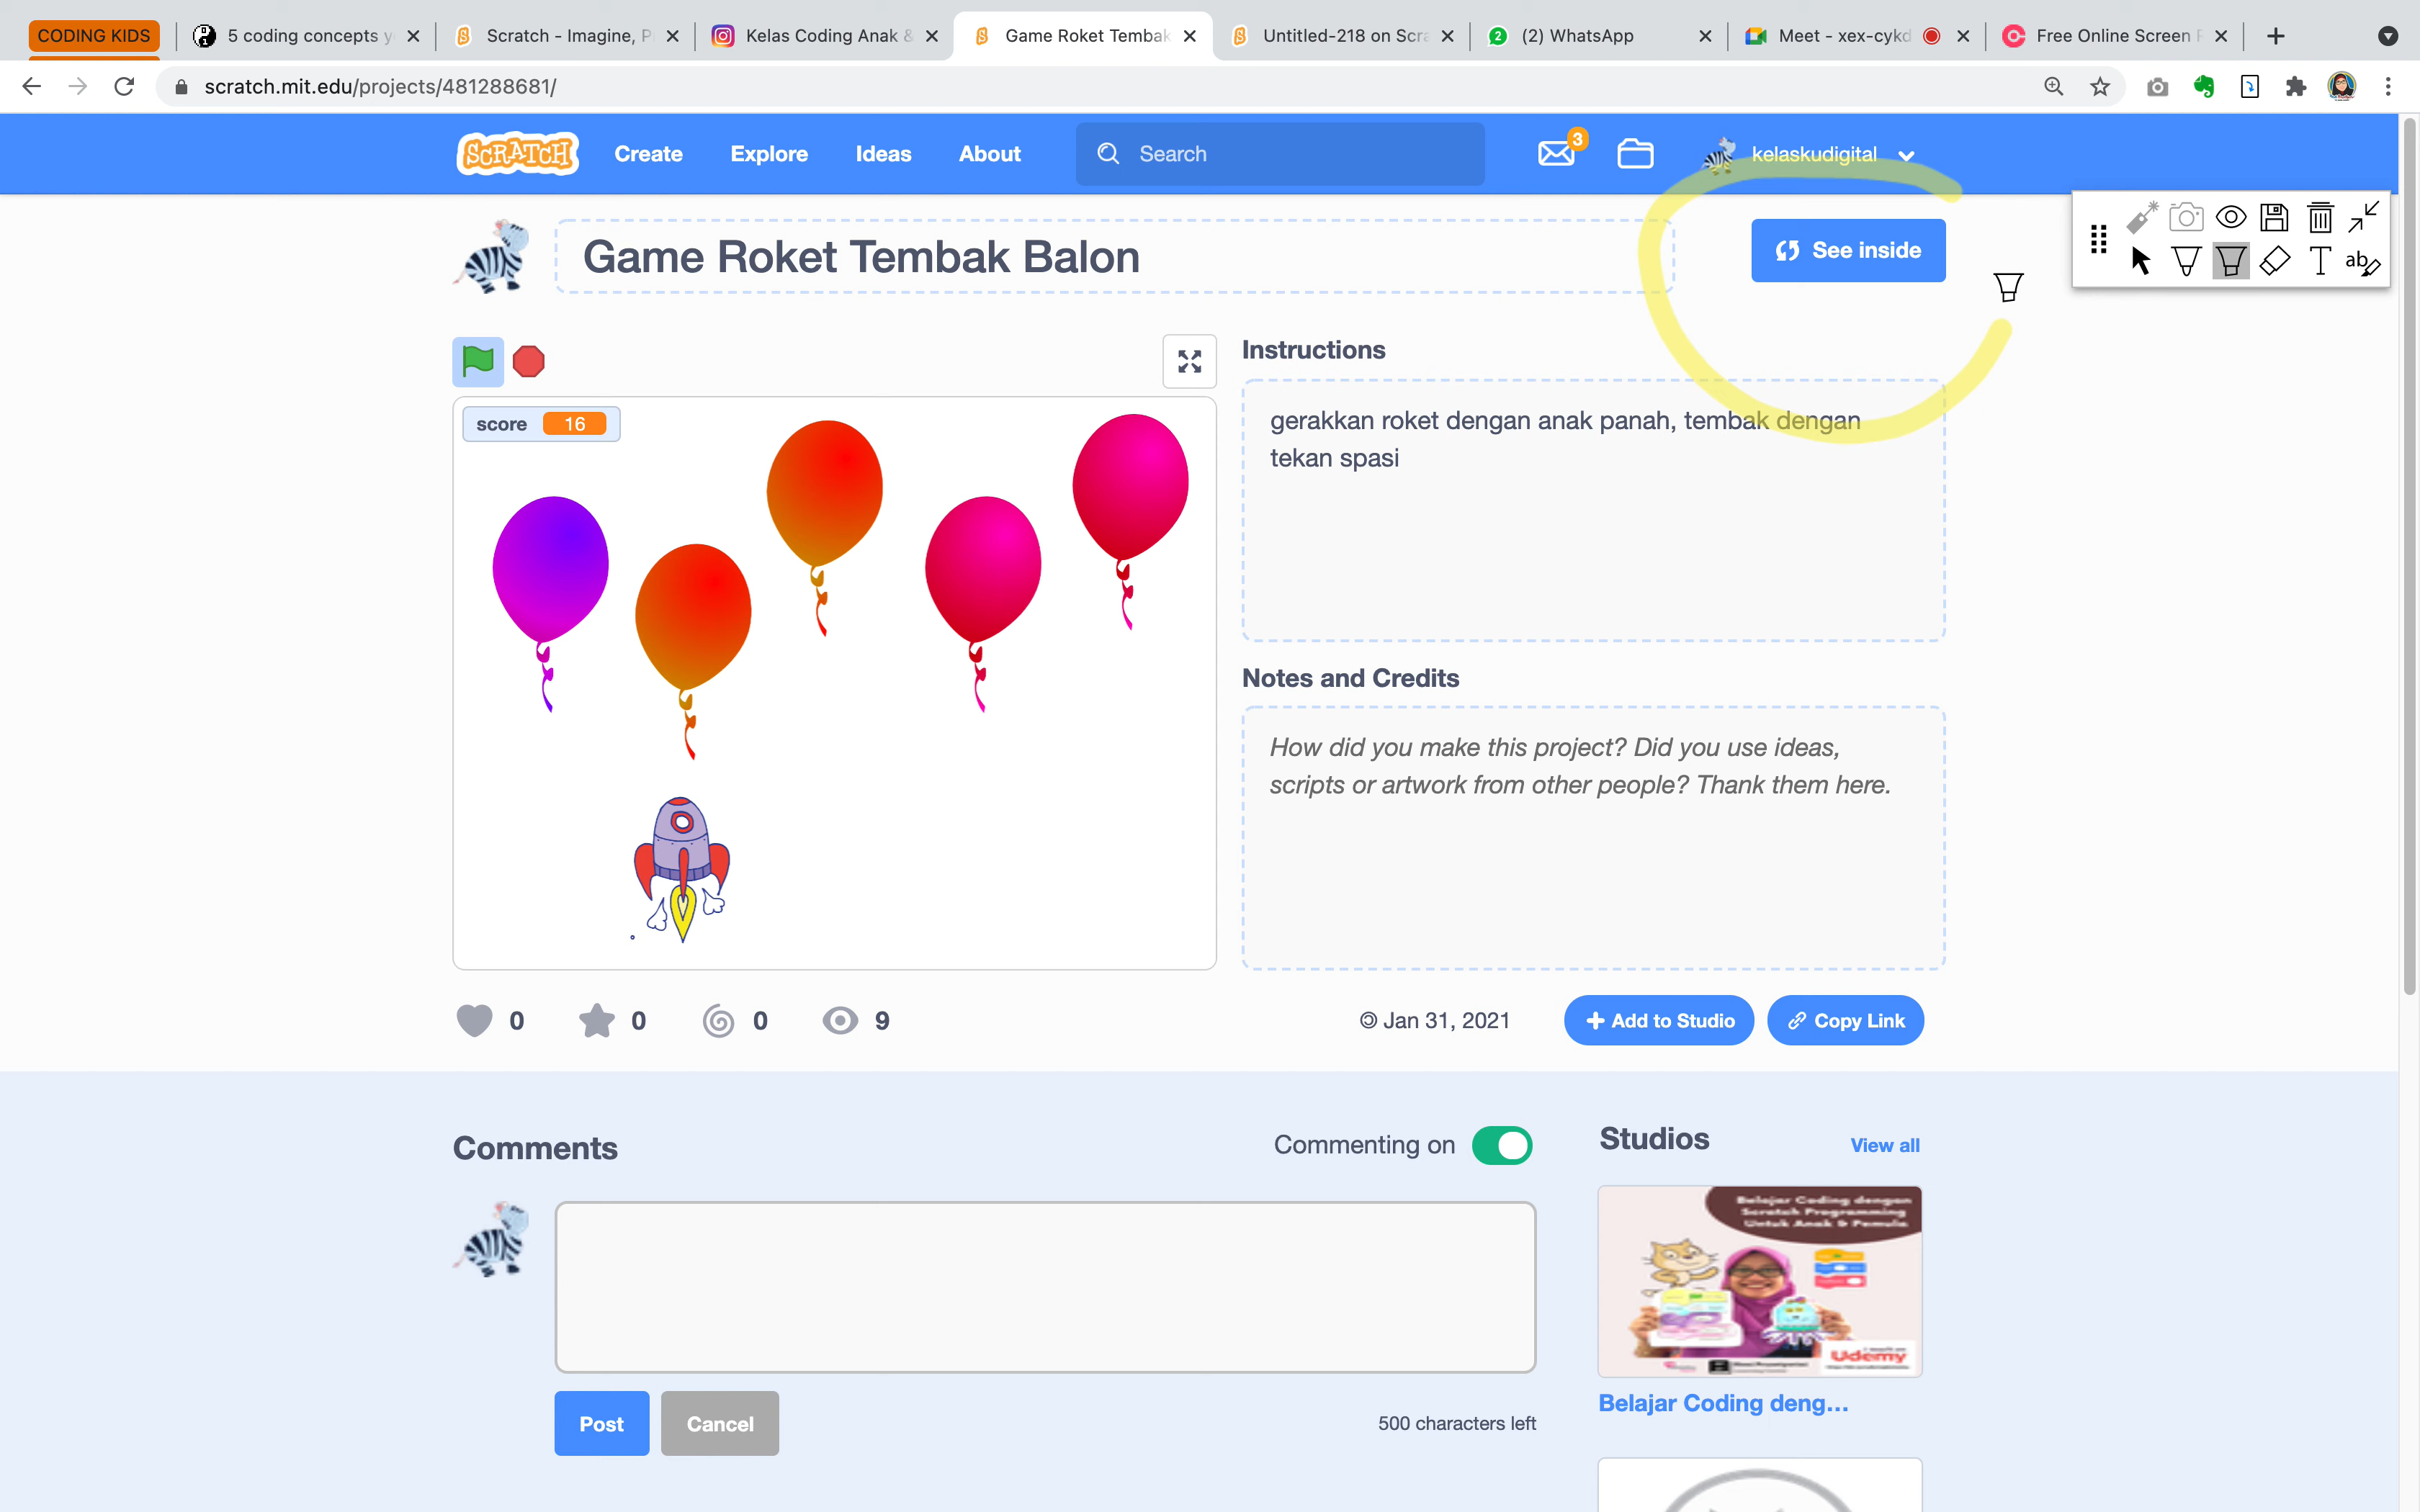 CODING KIDS
5 coding concepts y
Scratch - Imagine, P
Kelas Coding Anak &
Game Roket Tembak
Untitled-218 on Scra
(2) WhatsApp
Meet - xex-cykd
Free Online Screen R
scratch.mit.edu/projects/481288681/
SCRATCH
Create
Explore
Ideas
About
Search
3
kelaskudigital
Game Roket Tembak Balon
See inside
T
ab
score 16
Instructions
gerakkan roket dengan anak panah, tembak dengan
tekan spasi
Notes and Credits
How did you make this project? Did you use ideas,
scripts or artwork from other people? Thank them here.
0
0
0
9
Jan 31, 2021
Add to Studio
Copy Link
Comments
Commenting on
Studios
View all
Belajar Coding dengan
Scratch Programming
Untuk Anak & Pemula
Udemy
Belajar Coding deng...
Post
Cancel
500 characters left